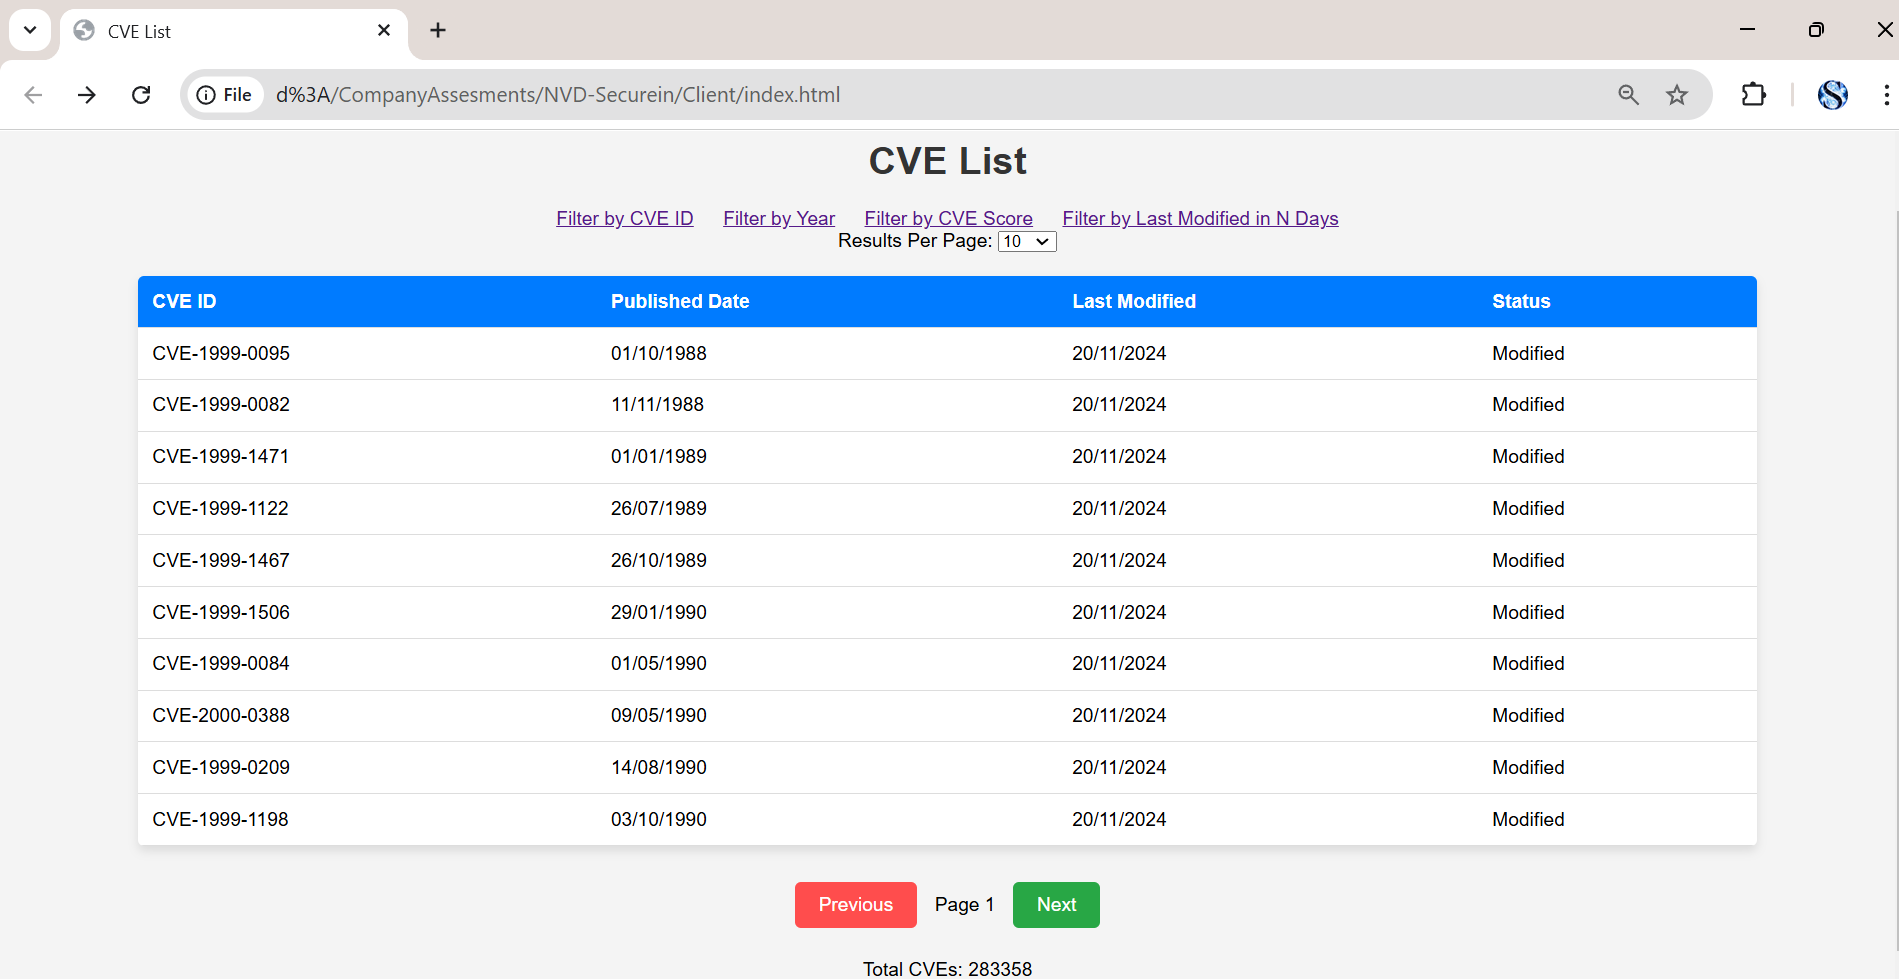 CVE List
File d%3A/CompanyAssesments/NVD-Securein/Client/index.html
CVE List
Filter by CVE ID Filter by Year Filter by CVE Score Filter by Last Modified in N Days
Results Per Page: 10
CVE ID Published Date Last Modified Status
CVE-1999-0095 01/10/1988 20/11/2024 Modified
CVE-1999-0082 11/11/1988 20/11/2024 Modified
CVE-1999-1471 01/01/1989 20/11/2024 Modified
CVE-1999-1122 26/07/1989 20/11/2024 Modified
CVE-1999-1467 26/10/1989 20/11/2024 Modified
CVE-1999-1506 29/01/1990 20/11/2024 Modified
CVE-1999-0084 01/05/1990 20/11/2024 Modified
CVE-2000-0388 09/05/1990 20/11/2024 Modified
CVE-1999-0209 14/08/1990 20/11/2024 Modified
CVE-1999-1198 03/10/1990 20/11/2024 Modified
Previous Page 1 Next
Total CVEs: 283358